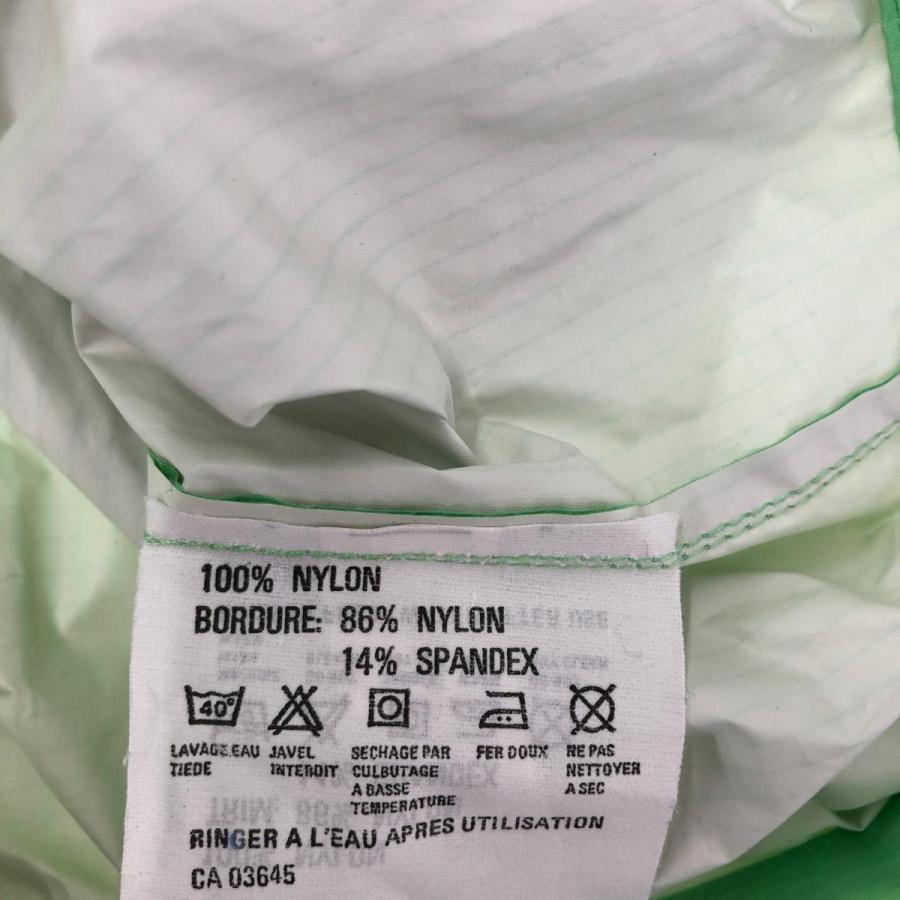 100% NYLON
BORDURE: 86% NYLON
14% SPANDEX
40°
LAVAGE EAU TIEDE
JAVEL INTERDIT
SECHAGE PAR CULBUTAGE A BASSE TEMPERATURE
FER DOUX
NE PAS NETTOYER A SEC
RINGER A L'EAU APRES UTILISATION
CA 03645